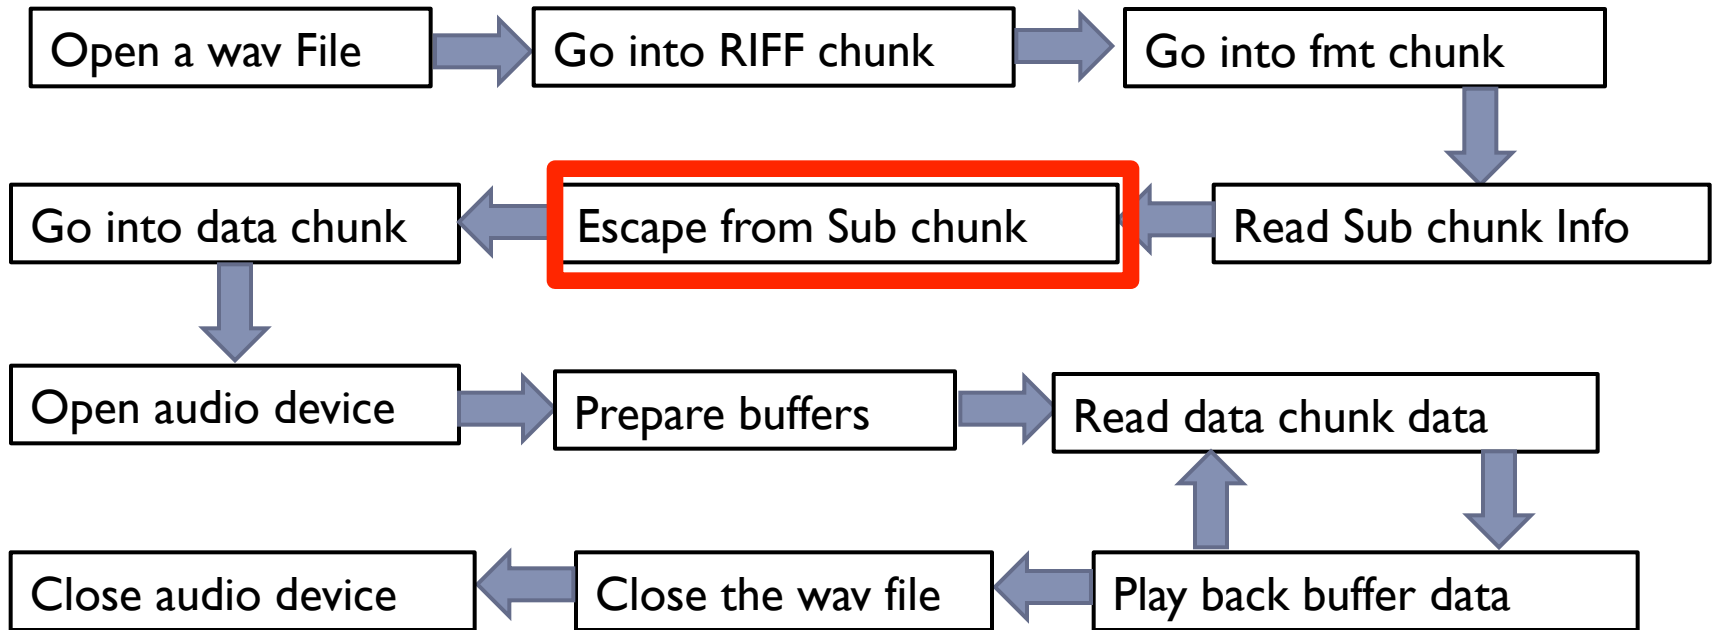 Open a wav File
Go into RIFF chunk
Go into fmt chunk
Read Sub chunk Info
Escape from Sub chunk
Go into data chunk
Open audio device
Prepare buffers
Read data chunk data
Play back buffer data
Close the wav file
Close audio device